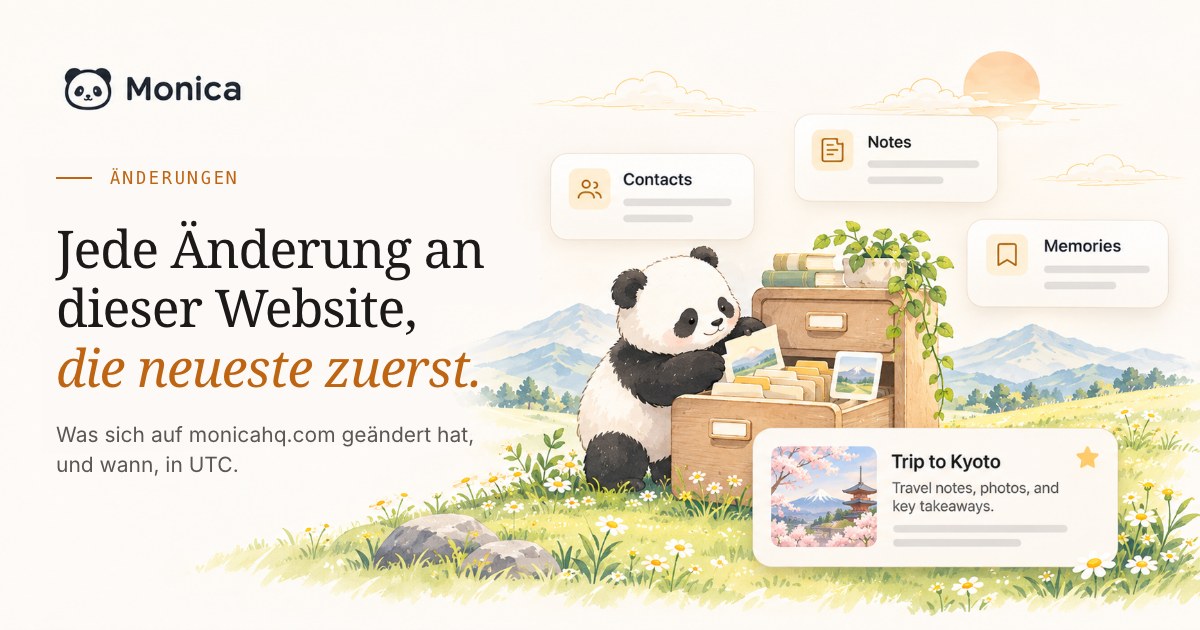 Monica
ÄNDERUNGEN
Jede Änderung an
dieser Website,
die neueste zuerst.
Was sich auf monicahq.com geändert hat,
und wann, in UTC.
Contacts
Notes
Memories
Trip to Kyoto
Travel notes, photos, and
key takeaways.